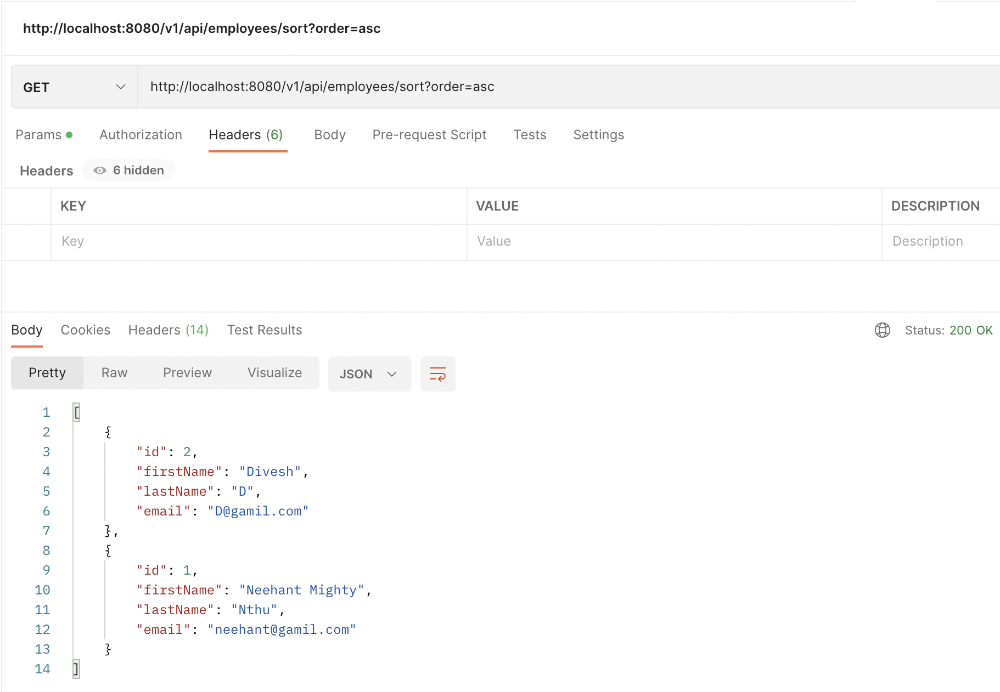 http://localhost:8080/v1/api/employees/sort?order=asc
GET http://localhost:8080/v1/api/employees/sort?order=asc
Params Authorization Headers (6) Body Pre-request Script Tests Settings
Headers 6 hidden
KEY VALUE DESCRIPTION
Key Value Description
Body Cookies Headers (14) Test Results Status: 200 OK
Pretty Raw Preview Visualize JSON
1 [
2 {
3 "id": 2,
4 "firstName": "Divesh",
5 "lastName": "D",
6 "email": "D@gamil.com"
7 },
8 {
9 "id": 1,
10 "firstName": "Neehant Mighty",
11 "lastName": "Nthu",
12 "email": "neehant@gamil.com"
13 }
14 ]